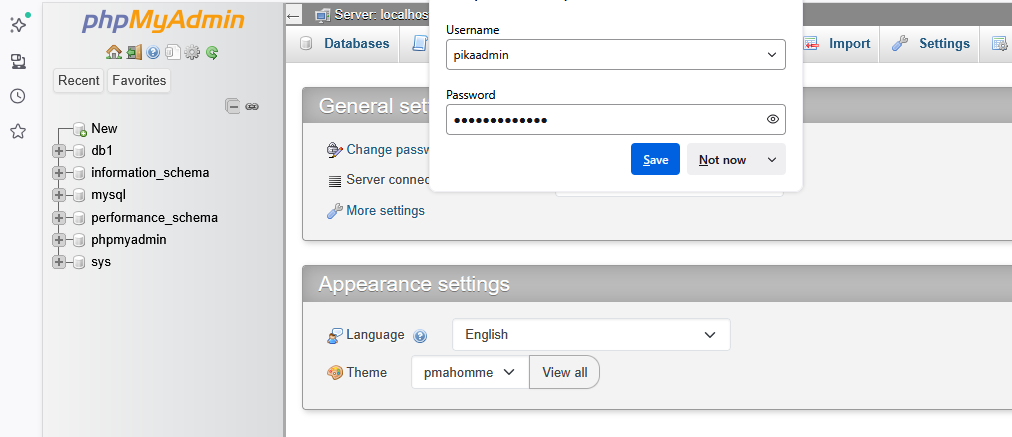 phpMyAdmin
Recent
Favorites
New
db1
information_schema
mysql
performance_schema
phpmyadmin
sys
Server: localhos
Databases
Import
Settings
Username
pikaadmin
Password
Save
Not now
General set
Change passw
Server connec
More settings
Appearance settings
Language
English
Theme
pmahomme
View all